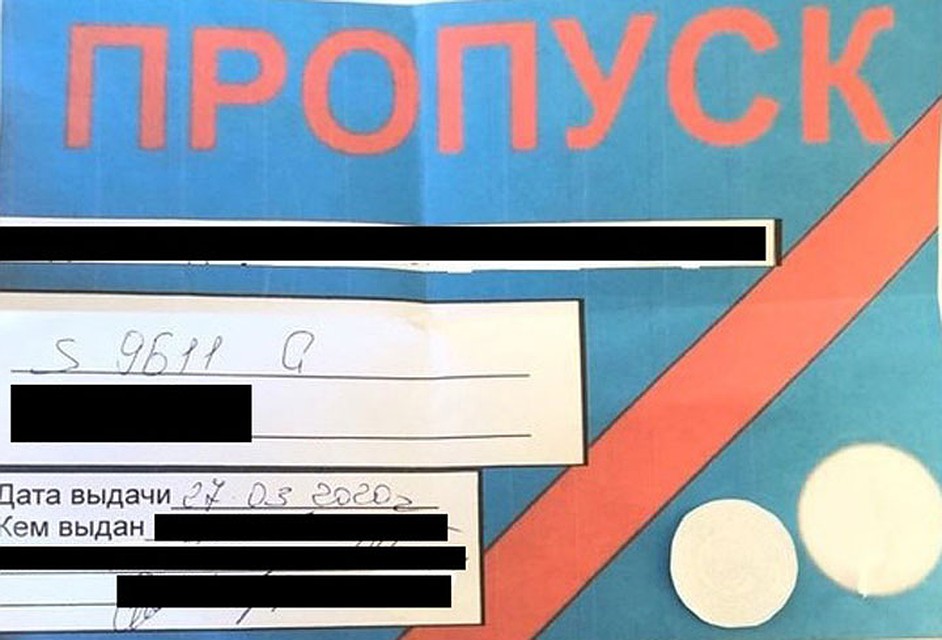 ПРОПУСК
S 9611 G
Дата выдачи 27.03 2020г
Кем выдан